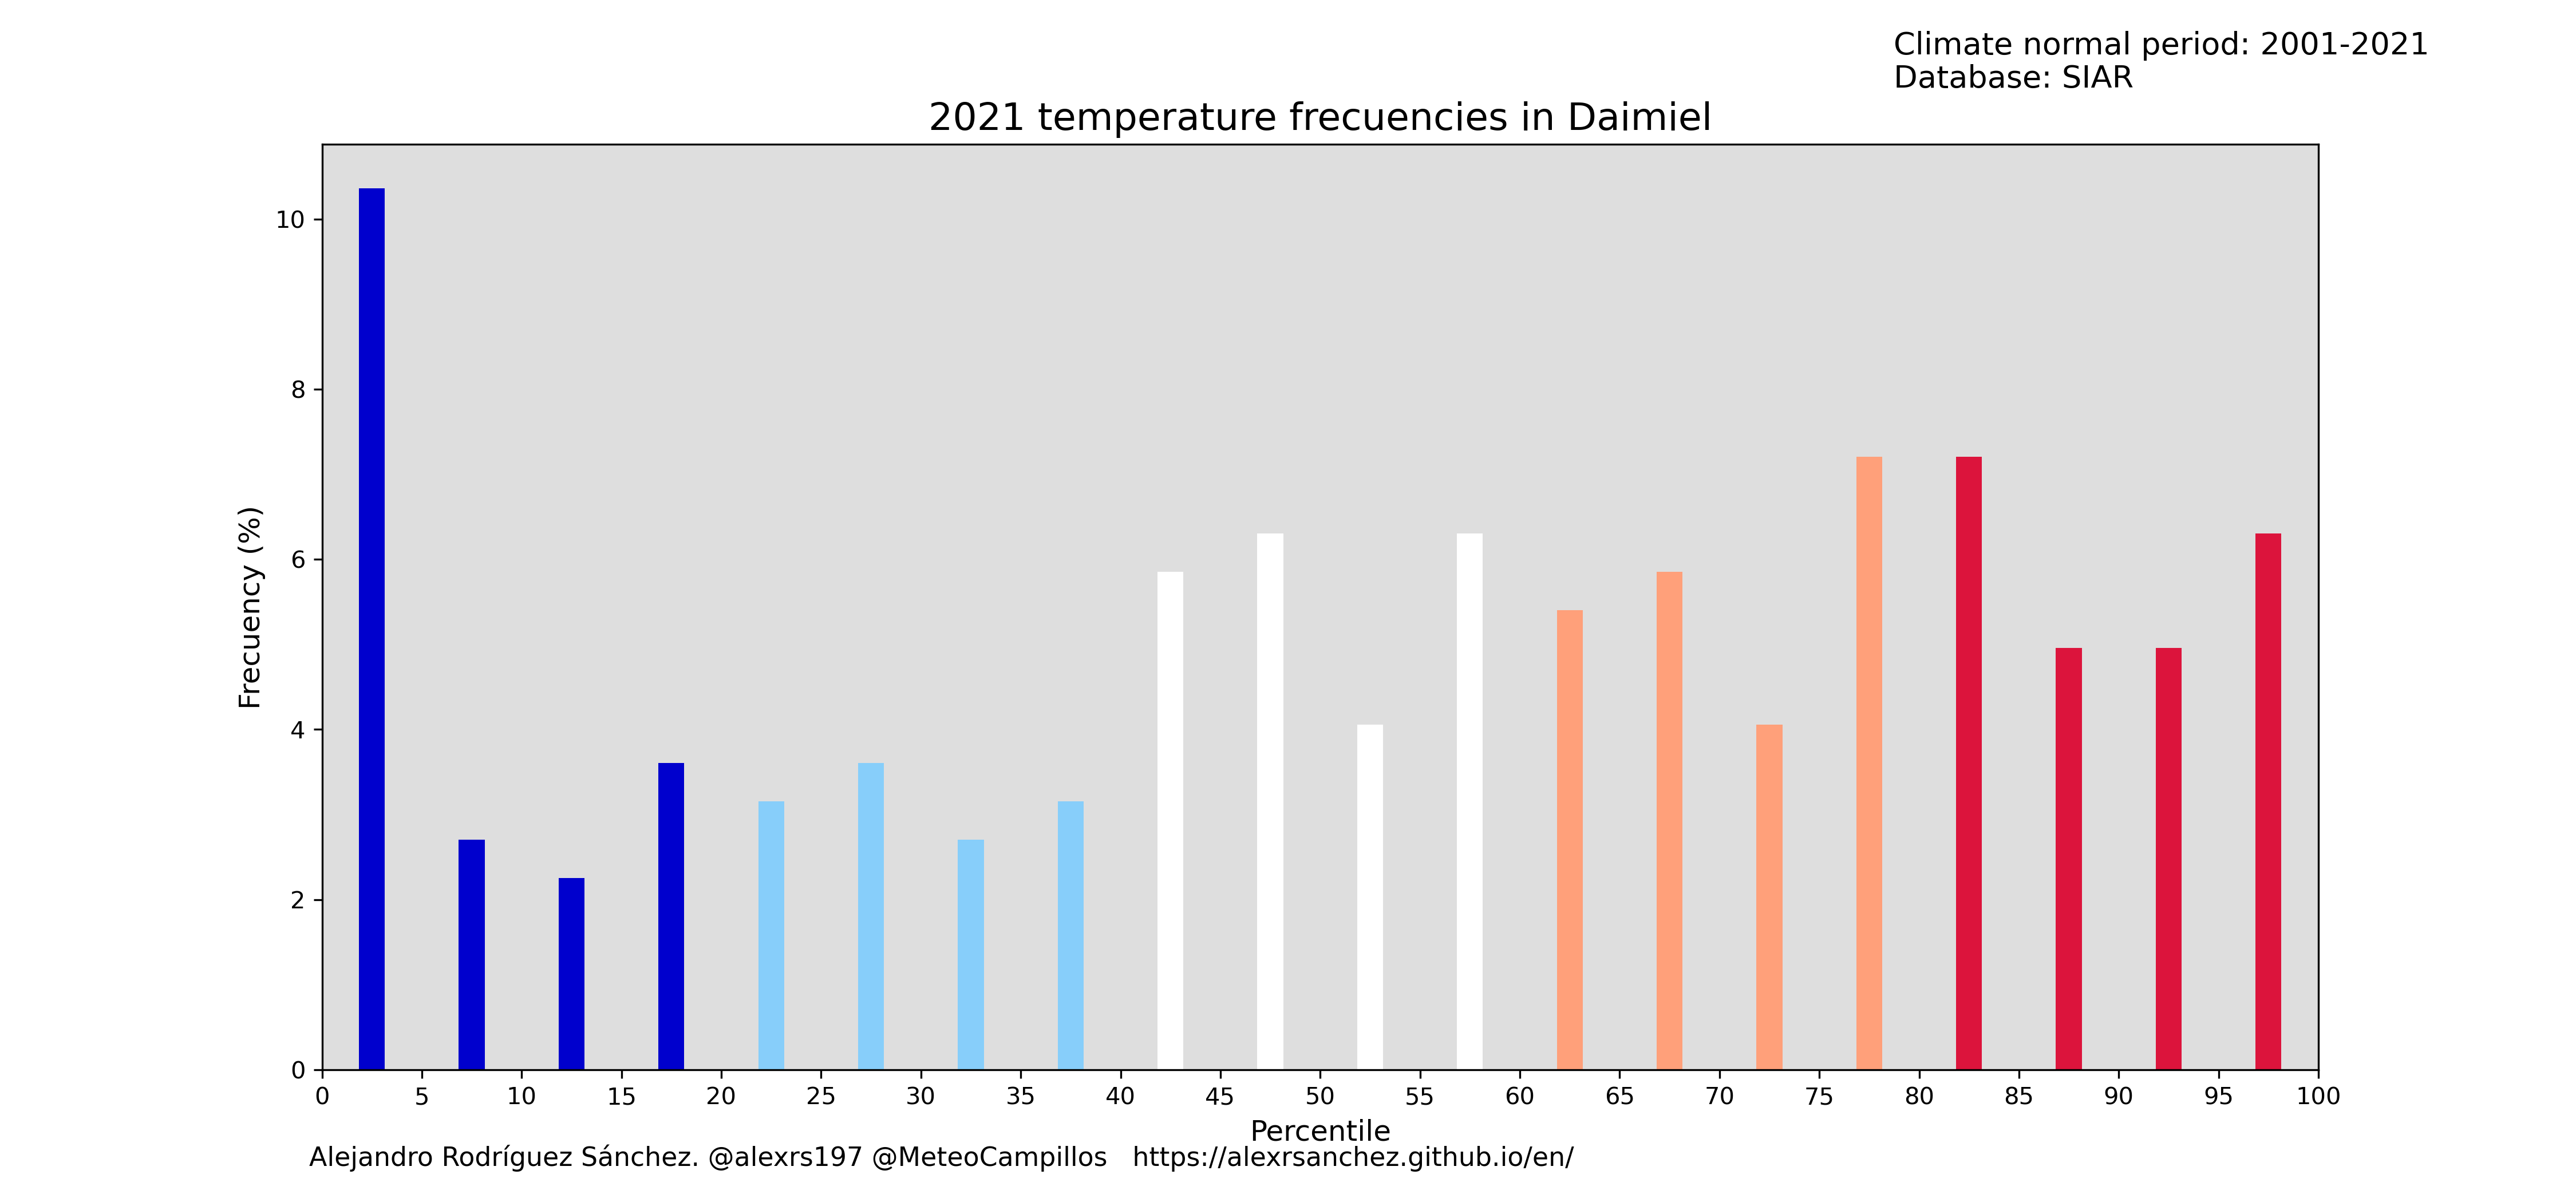 Climate normal period: 2001-2021
Database: SIAR
2021 temperature frecuencies in Daimiel
Frecuency (%)
10
8
6
4
2
0
0 5 10 15 20 25 30 35 40 45 50 55 60 65 70 75 80 85 90 95 100
Percentile
Alejandro Rodríguez Sánchez. @alexrs197 @MeteoCampillos https://alexrsanchez.github.io/en/